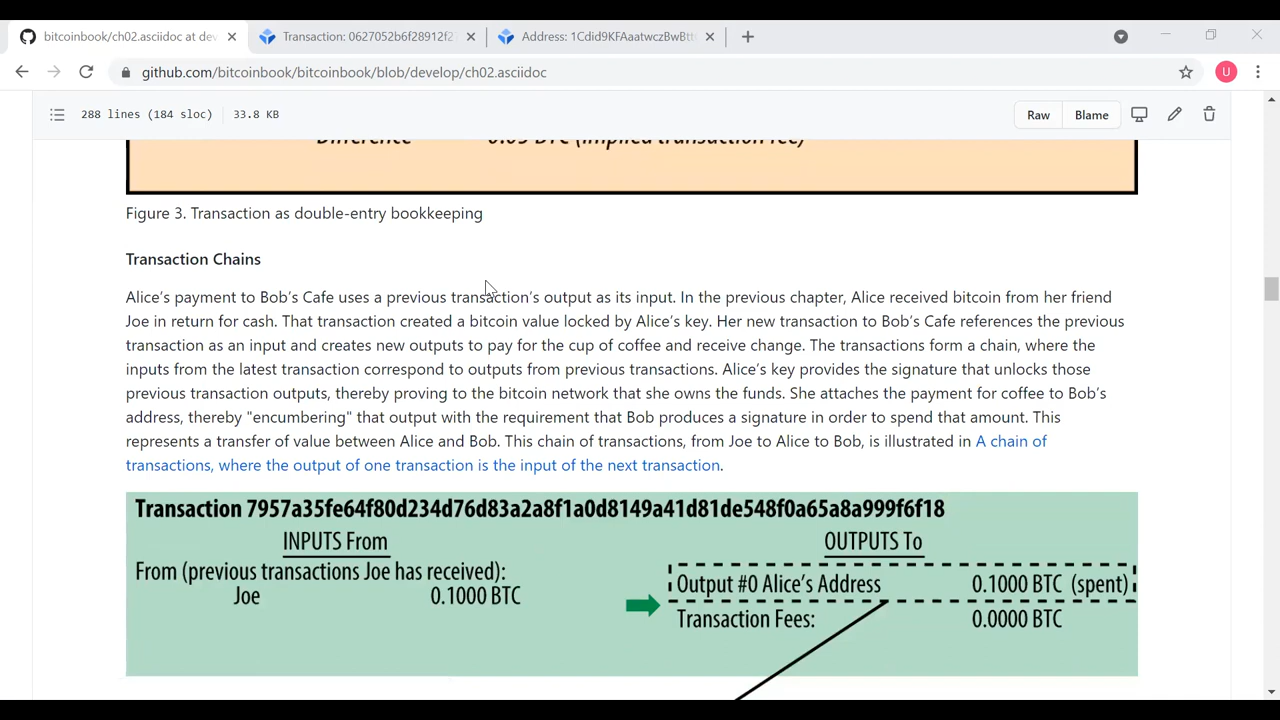 bitcoinbook/ch02.asciidoc at dev
Transaction: 0627052b6f28912f2
Address: 1Cdid9KFAaatwczBwBtt
github.com/bitcoinbook/bitcoinbook/blob/develop/ch02.asciidoc
U
288 lines (184 sloc) 33.8 KB
Raw
Blame
Difference 0.05 BTC (implied transaction fee)
Figure 3. Transaction as double-entry bookkeeping
Transaction Chains
Alice’s payment to Bob’s Cafe uses a previous transaction’s output as its input. In the previous chapter, Alice received bitcoin from her friend
Joe in return for cash. That transaction created a bitcoin value locked by Alice’s key. Her new transaction to Bob’s Cafe references the previous
transaction as an input and creates new outputs to pay for the cup of coffee and receive change. The transactions form a chain, where the
inputs from the latest transaction correspond to outputs from previous transactions. Alice’s key provides the signature that unlocks those
previous transaction outputs, thereby proving to the bitcoin network that she owns the funds. She attaches the payment for coffee to Bob’s
address, thereby "encumbering" that output with the requirement that Bob produces a signature in order to spend that amount. This
represents a transfer of value between Alice and Bob. This chain of transactions, from Joe to Alice to Bob, is illustrated in A chain of
transactions, where the output of one transaction is the input of the next transaction.
Transaction 7957a35fe64f80d234d76d83a2a8f1a0d8149a41d81de548f0a65a8a999f6f18
INPUTS From
OUTPUTS To
From (previous transactions Joe has received):
Joe 0.1000 BTC
Output #0 Alice’s Address 0.1000 BTC (spent)
Transaction Fees: 0.0000 BTC